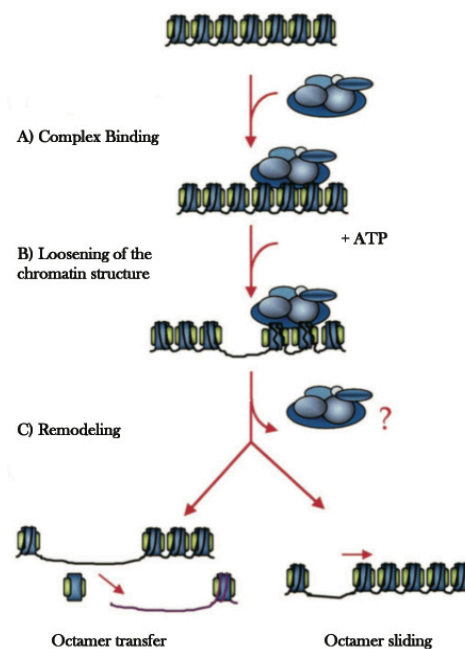 A) Complex Binding
+ ATP
B) Loosening of the
chromatin structure
?
C) Remodeling
Octamer transfer
Octamer sliding